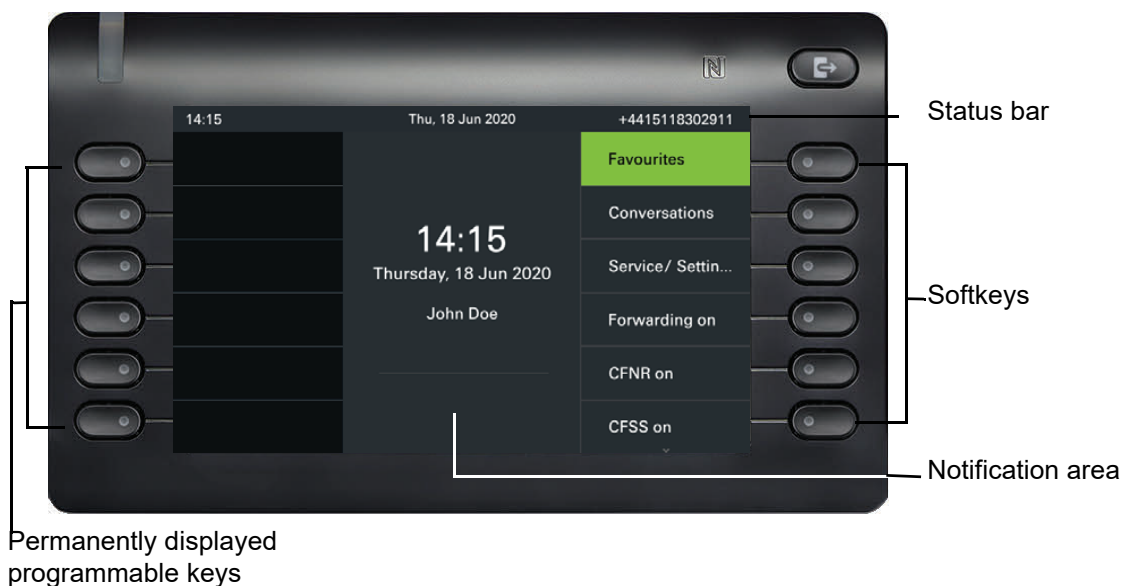 14:15
Thu, 18 Jun 2020
+4415118302911
Status bar
Favourites
Conversations
14:15
Thursday, 18 Jun 2020
John Doe
Service/ Settin...
Softkeys
Forwarding on
CFNR on
CFSS on
Notification area
Permanently displayed
programmable keys